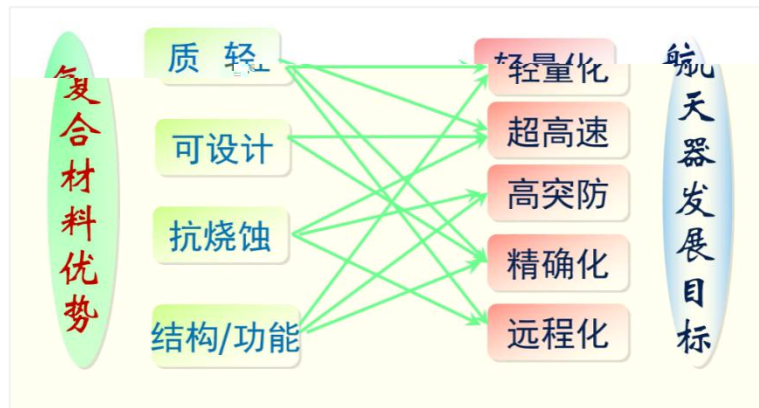 复合材料优势
质 轻
可设计
抗烧蚀
结构/功能
轻量化
超高速
高突防
精确化
远程化
航天器发展目标